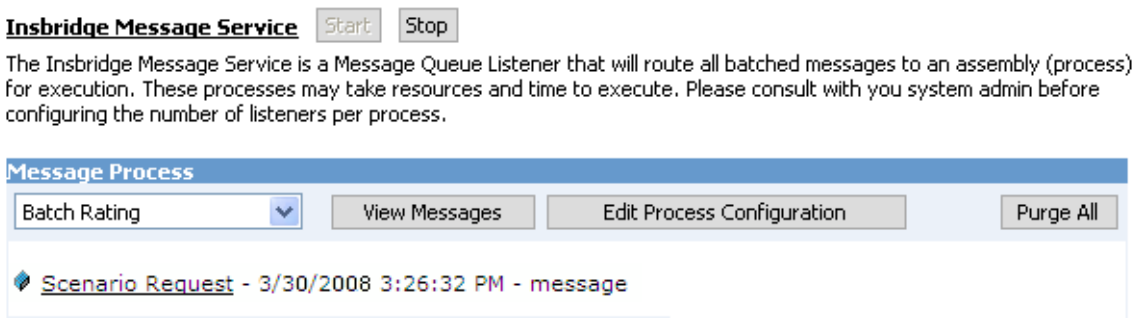 Insbridge Message Service Start Stop
The Insbridge Message Service is a Message Queue Listener that will route all batched messages to an assembly (process)
for execution. These processes may take resources and time to execute. Please consult with you system admin before
configuring the number of listeners per process.
Message Process
Batch Rating View Messages Edit Process Configuration Purge All
Scenario Request - 3/30/2008 3:26:32 PM - message